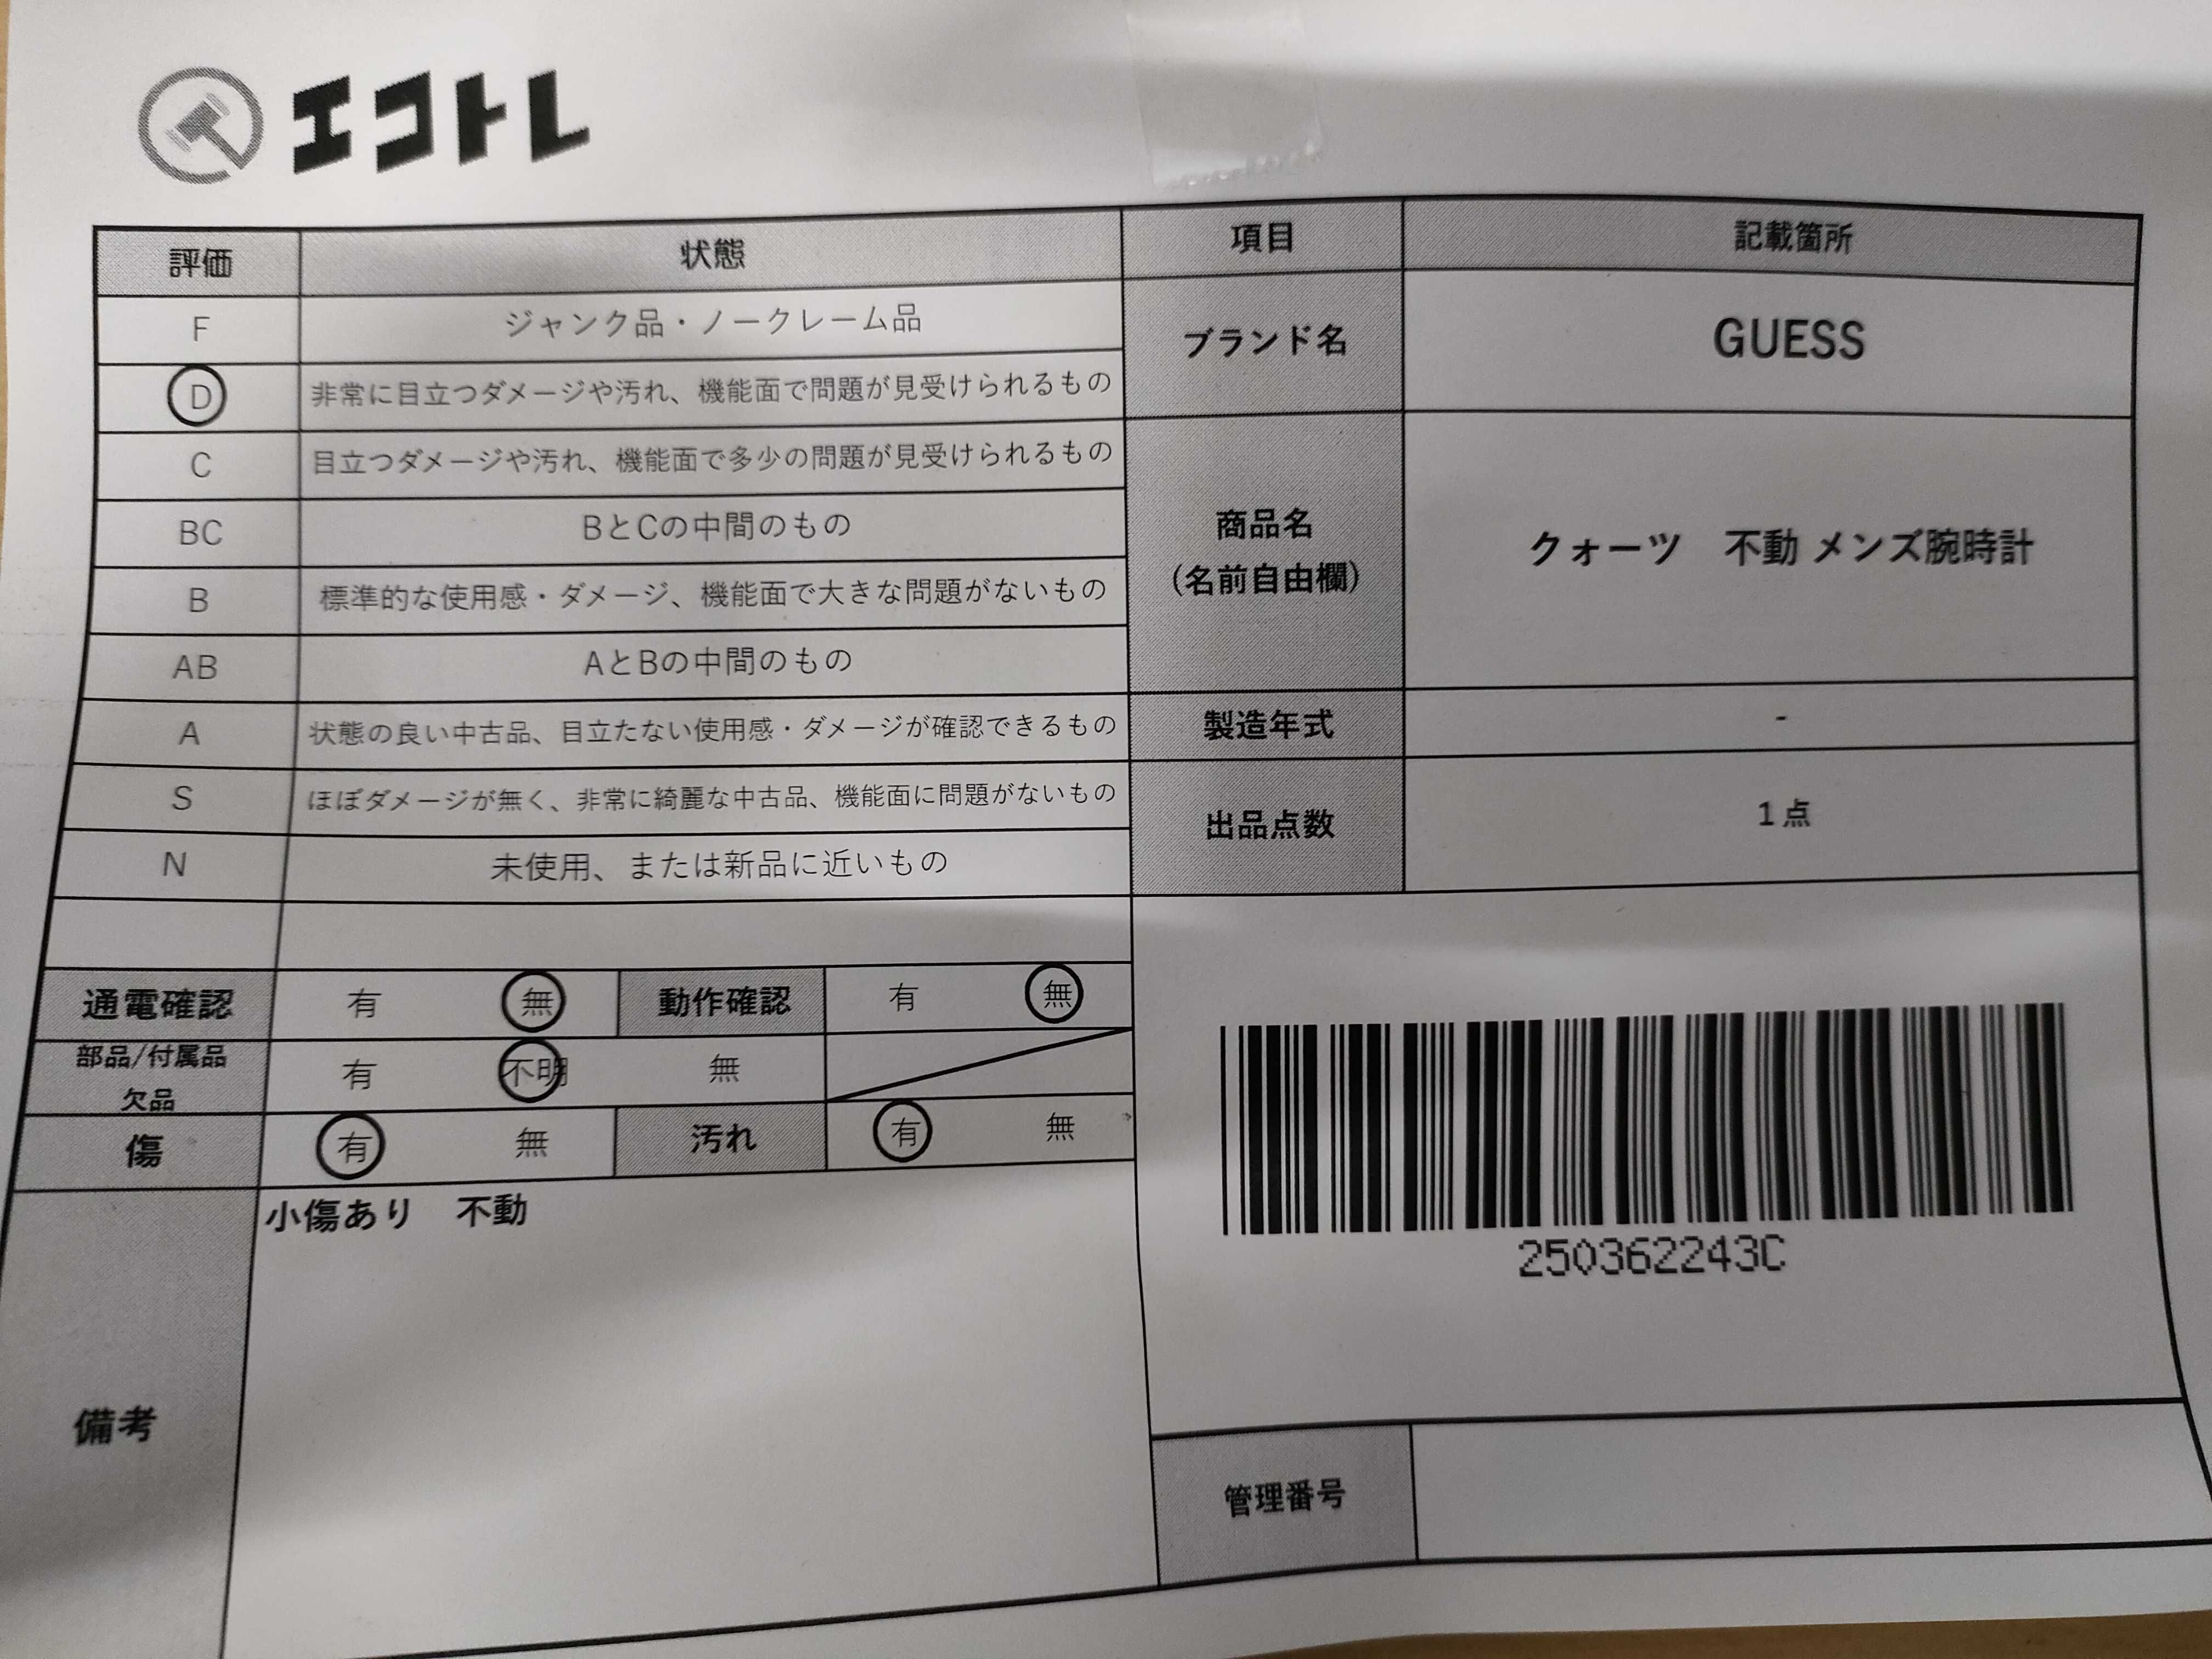 エコトレ
評価 状態 項目 記載箇所
F ジャンク品・ノークレーム品
D 非常に目立つダメージや汚れ、機能面で問題が見受けられるもの
C 目立つダメージや汚れ、機能面で多少の問題が見受けられるもの
BC BとCの中間のもの
B 標準的な使用感・ダメージ、機能面で大きな問題がないもの
AB AとBの中間のもの
A 状態の良い中古品、目立たない使用感・ダメージが確認できるもの
S ほぼダメージが無く、非常に綺麗な中古品、機能面に問題がないもの
N 未使用、または新品に近いもの
ブランド名 GUESS
商品名
(名前自由欄)
クォーツ 不動 メンズ腕時計
製造年式 -
出品点数 1点
通電確認 有 無 動作確認 有 無
部品/付属品
欠品
有 不明 無
傷 有 無 汚れ 有 無
備考
小傷あり 不動
250362243C
管理番号